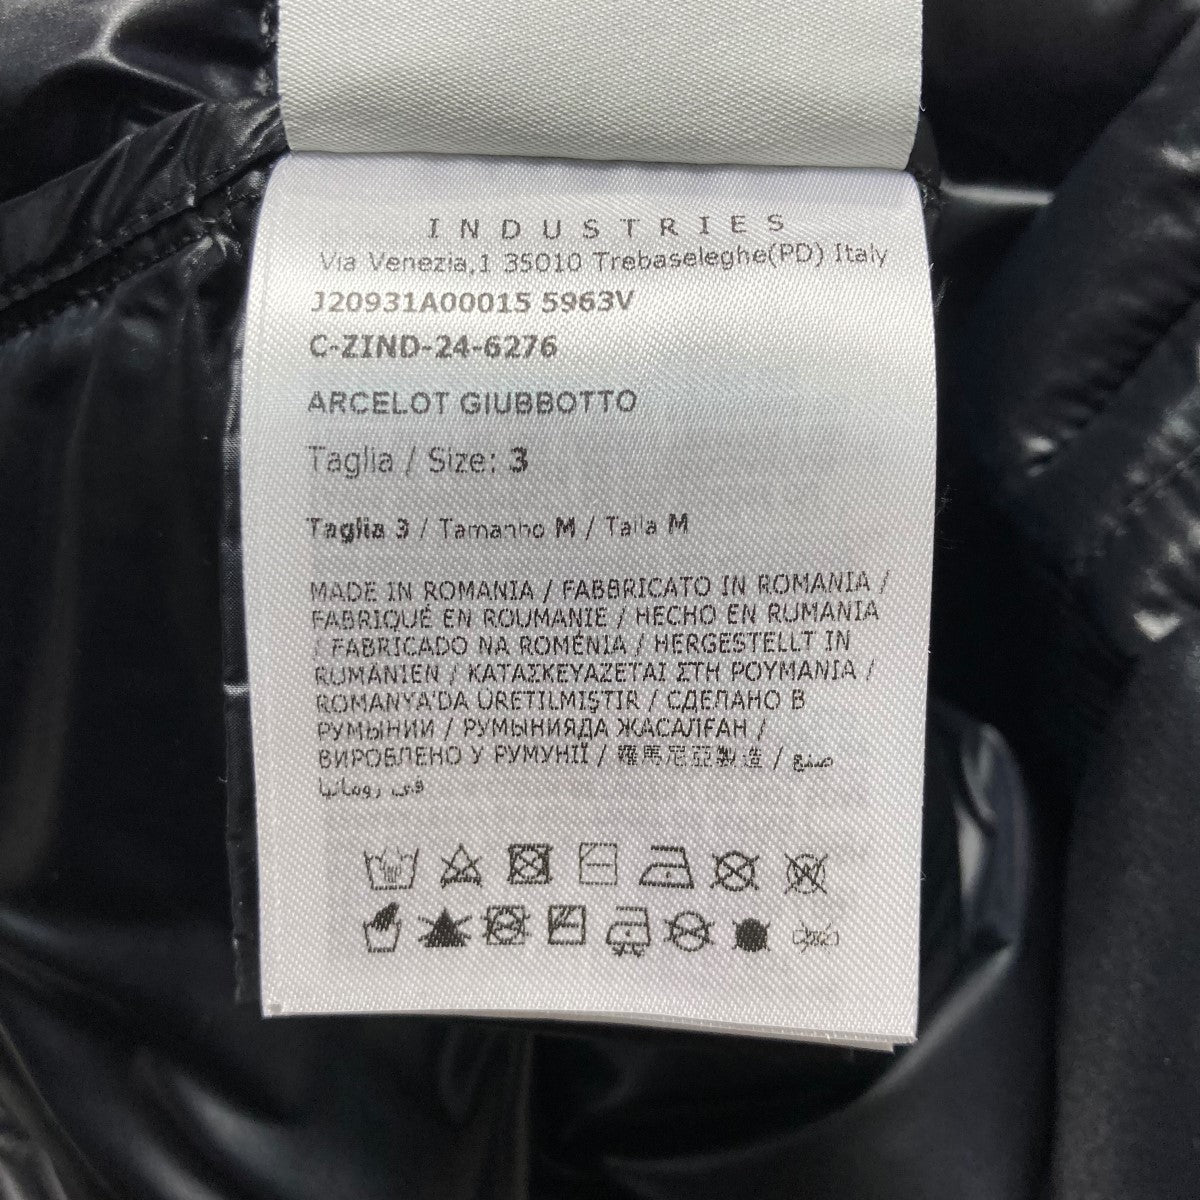 INDUSTRIES
Via Venezia,1 35010 Trebaseleghe(PD) Italy
J20931A00015 5963V
C-ZIND-24-6276
ARCELOT GIUBBOTTO
Taglia / Size: 3
Taglia 3 / Tamanho M / Talla M
MADE IN ROMANIA / FABBRICATO IN ROMANIA /
FABRIQUÉ EN ROUMANIE / HECHO EN RUMANIA
/ FABRICADO NA ROMÉNIA / HERGESTELLT IN
RUMÄNIEN / ΚΑΤΑΣΚΕΥΑΖΕΤΑΙ ΣΤΗ ΡΟΥΜΑΝΙΑ /
ROMANYA'DA ÜRETILMIŞTIR / СДЕЛАНО В
РУМЫНИИ / РУМЫНИЯДА ЖАСАЛҒАН /
ВИРОБЛЕНО У РУМУНІЇ / 羅馬尼亞製造 / صنع
في رومانيا